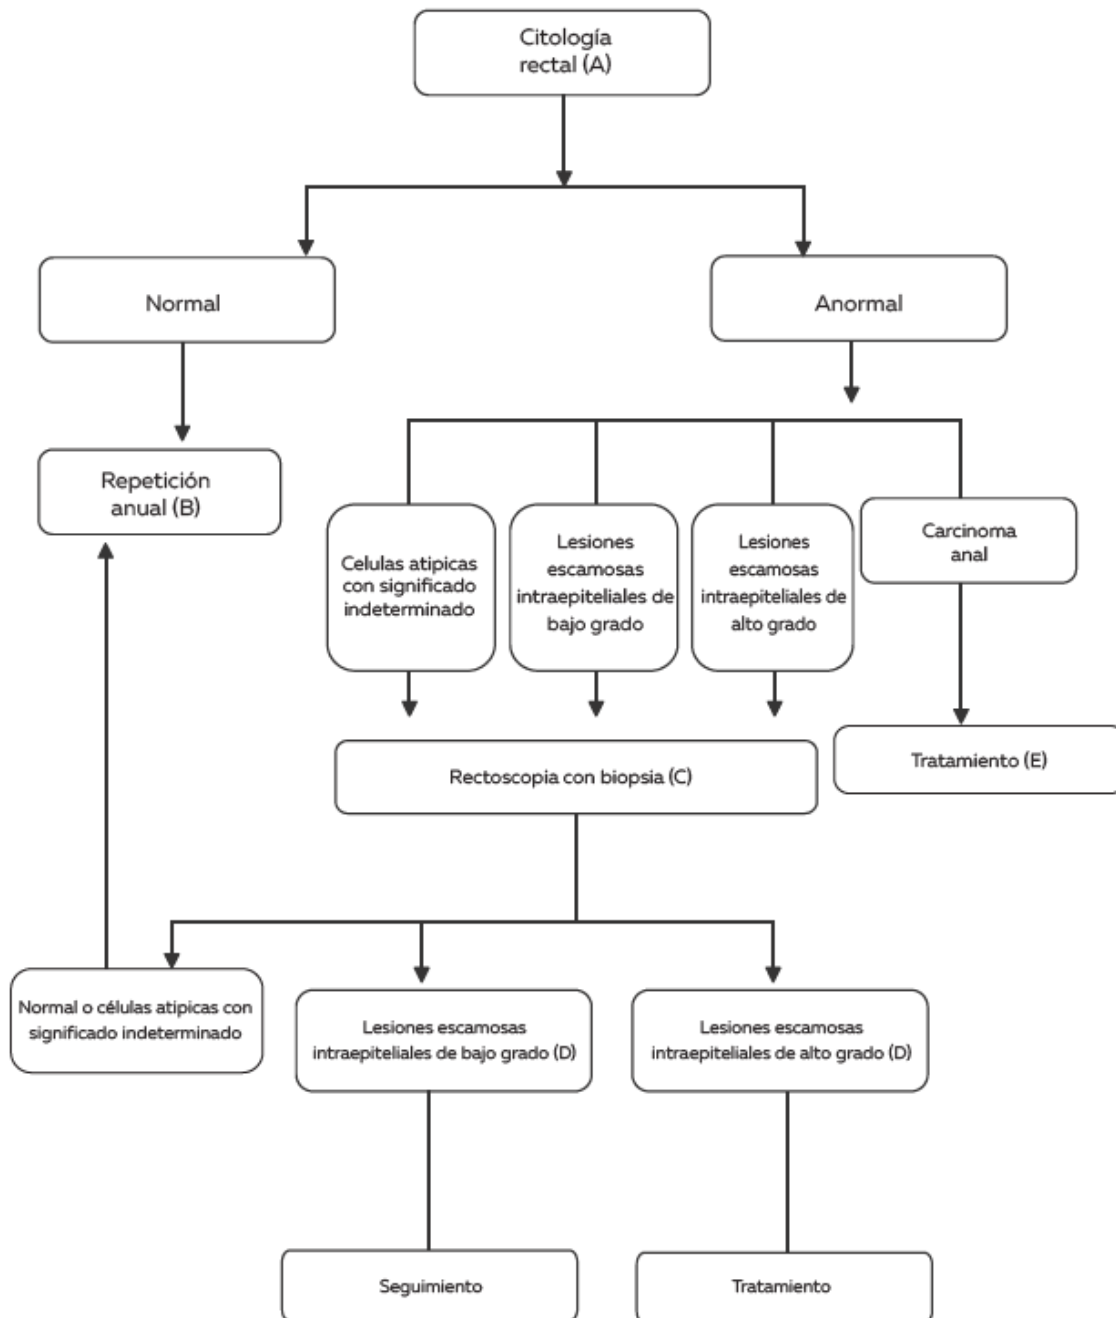 Citología
rectal (A)
Normal
Anormal
Repetición
anual (B)
Celulas atipicas
con significado
indeterminado
Lesiones
escamosas
intraepiteliales de
bajo grado
Lesiones
escamosas
intraepiteliales de
alto grado
Carcinoma
anal
Rectoscopia con biopsia (C)
Tratamiento (E)
Normal o células atipicas con
significado indeterminado
Lesiones escamosas
intraepiteliales de bajo grado (D)
Lesiones escamosas
intraepiteliales de alto grado (D)
Seguimiento
Tratamiento